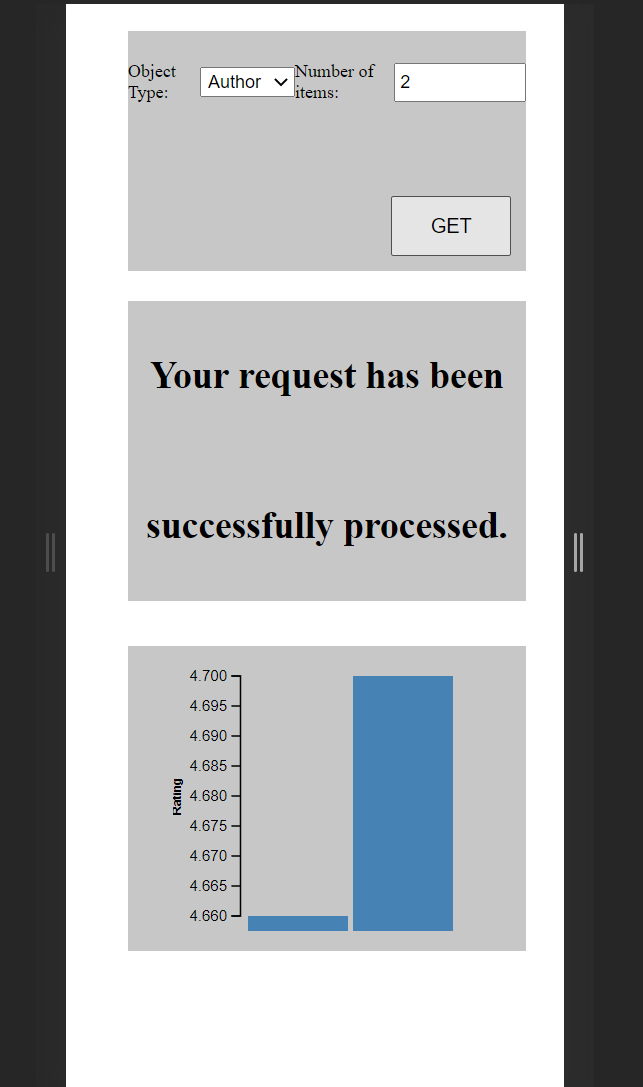 Object
Type:
Author
Number of
items:
2
GET
Your request has been
successfully processed.
4.700
4.695
4.690
4.685
4.680
4.675
4.670
4.665
4.660
Rating